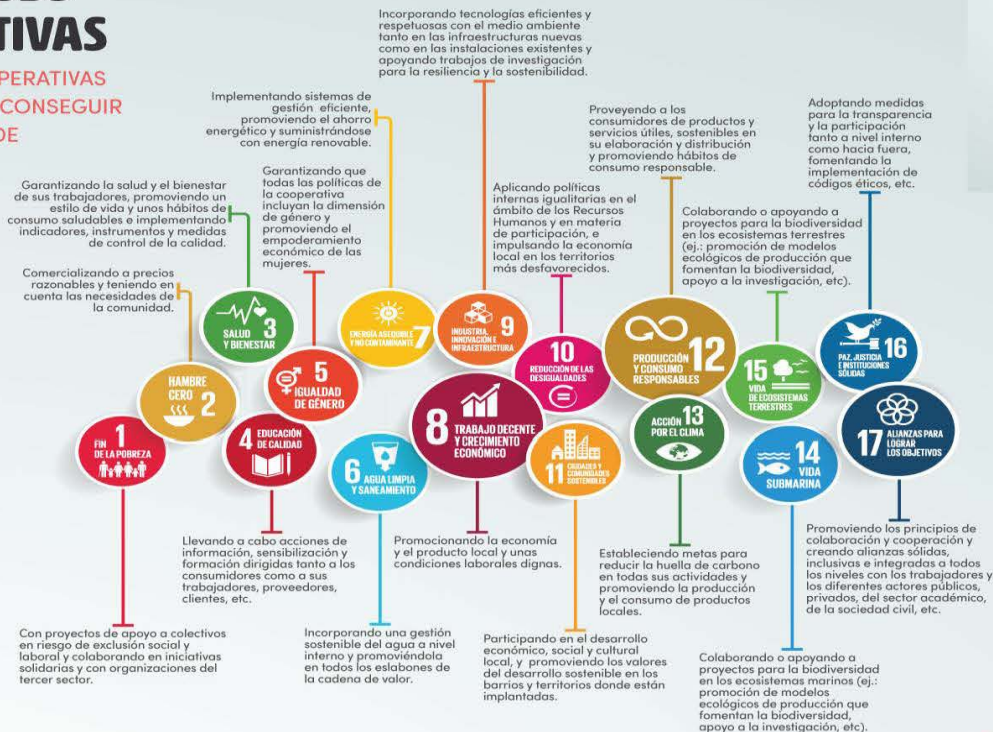 TIVAS
PERATIVAS
CONSEGUIR
DE
Incorporando tecnologías eficientes y
respetuosas con el medio ambiente
tanto en las infraestructuras nuevas
como en las instalaciones existentes y
apoyando trabajos de investigación
para la resiliencia y la sostenibilidad.
Implementando sistemas de
gestión eficiente,
promoviendo el ahorro
energético y suministrándose
con energía renovable.
Proveyendo a los
consumidores de productos y
servicios útiles, sostenibles en
su elaboración y distribución
y promoviendo hábitos de
consumo responsable.
Adoptando medidas
para la transparencia
y la participación
tanto a nivel interno
como hacia fuera,
fomentando la
implementación de
códigos éticos, etc.
Garantizando la salud y el bienestar
de sus trabajadores, promoviendo un
estilo de vida y unos hábitos de
consumo saludables e implementando
indicadores, instrumentos y medidas
de control de la calidad.
Garantizando que
todas las políticas de
la cooperativa
incluyan la dimensión
de género y
promoviendo el
empoderamiento
económico de las
mujeres.
Aplicando políticas
internas igualitarias en el
ámbito de los Recursos
Humanos y en materia
de participación, e
impulsando la economía
local en los territorios
más desfavorecidos.
Colaborando o apoyando a
proyectos para la biodiversidad
en los ecosistemas terrestres
(ej.: promoción de modelos
ecológicos de producción que
fomentan la biodiversidad,
apoyo a la investigación, etc).
Comercializando a precios
razonables y teniendo en
cuenta las necesidades de
la comunidad.
1
FIN
DE LA POBREZA
HAMBRE
CERO 2
SALUD 3
Y BIENESTAR
4 EDUCACIÓN
DE CALIDAD
5
IGUALDAD
DE GÉNERO
6 AGUA LIMPIA
Y SANEAMIENTO
ENERGÍA ASEQUIBLE 7
Y NO CONTAMINANTE
8 TRABAJO DECENTE
Y CRECIMIENTO
ECONÓMICO
INDUSTRIA, 9
INNOVACIÓN E
INFRAESTRUCTURA
10
REDUCCIÓN DE LAS
DESIGUALDADES
11 CIUDADES Y
COMUNIDADES
SOSTENIBLES
PRODUCCIÓN 12
Y CONSUMO
RESPONSABLES
ACCIÓN 13
POR EL CLIMA
14
VIDA
SUBMARINA
15
VIDA
DE ECOSISTEMAS
TERRESTRES
PAZ, JUSTICIA 16
E INSTITUCIONES
SÓLIDAS
17 ALIANZAS PARA
LOGRAR
LOS OBJETIVOS
Llevando a cabo acciones de
información, sensibilización y
formación dirigidas tanto a los
consumidores como a sus
trabajadores, proveedores,
clientes, etc.
Promocionando la economía
y el producto local y unas
condiciones laborales dignas.
Estableciendo metas para
reducir la huella de carbono
en todas sus actividades y
promoviendo la producción
y el consumo de productos
locales.
Promoviendo los principios de
colaboración y cooperación y
creando alianzas sólidas,
inclusivas e integradas a todos
los niveles con los trabajadores y
los diferentes actores públicos,
privados, del sector académico,
de la sociedad civil, etc.
Con proyectos de apoyo a colectivos
en riesgo de exclusión social y
laboral y colaborando en iniciativas
solidarias y con organizaciones del
tercer sector.
Incorporando una gestión
sostenible del agua a nivel
interno y promoviéndola
en todos los eslabones de
la cadena de valor.
Participando en el desarrollo
económico, social y cultural
local, y promoviendo los valores
del desarrollo sostenible en los
barrios y territorios donde están
implantadas.
Colaborando o apoyando a
proyectos para la biodiversidad
en los ecosistemas marinos (ej.:
promoción de modelos
ecológicos de producción que
fomentan la biodiversidad,
apoyo a la investigación, etc).